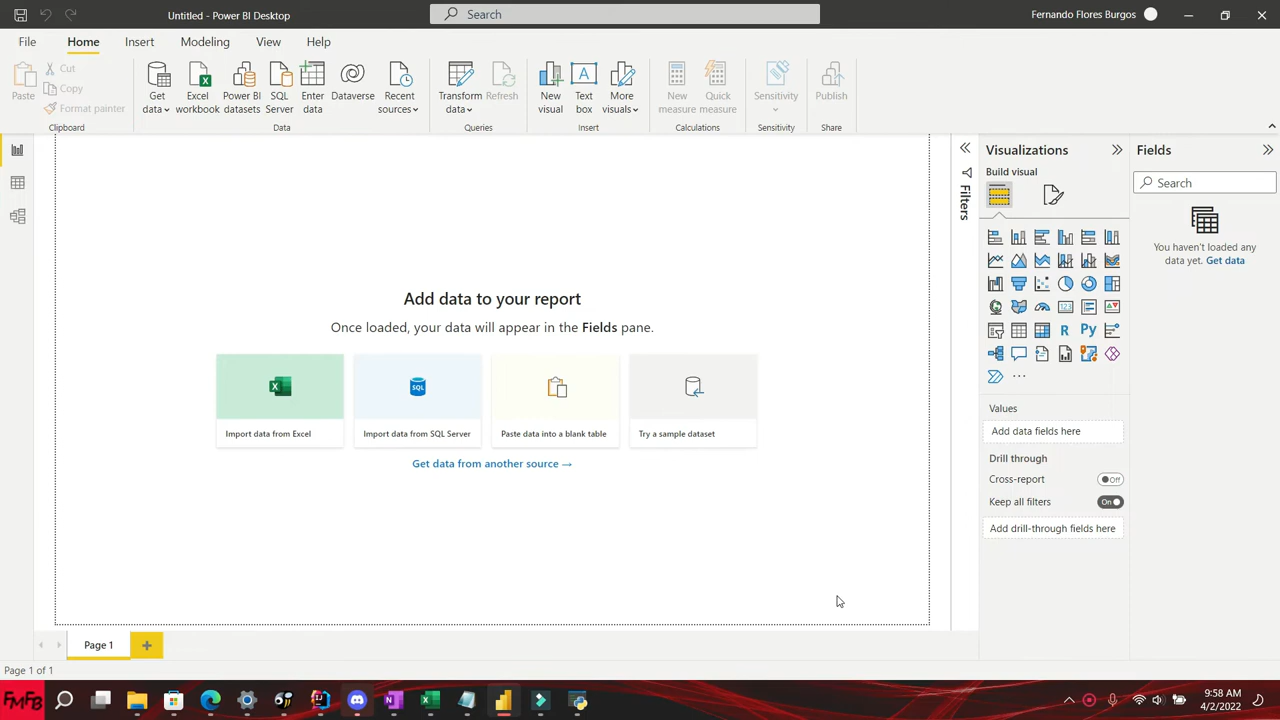 Untitled - Power BI Desktop
Search
Fernando Flores Burgos
File Home Insert Modeling View Help
Paste
Cut
Copy
Format painter
Clipboard
Get data
Excel workbook
Power BI datasets
SQL Server
Enter data
Dataverse
Recent sources
Data
Transform data
Refresh
Queries
New visual
Text box
More visuals
Insert
New measure
Quick measure
Calculations
Sensitivity
Sensitivity
Publish
Share
Add data to your report
Once loaded, your data will appear in the Fields pane.
SQL
Import data from Excel
Import data from SQL Server
Paste data into a blank table
Try a sample dataset
Get data from another source →
Filters
Visualizations
Build visual
123
R
Py
Values
Add data fields here
Drill through
Cross-report
Off
Keep all filters
On
Add drill-through fields here
Fields
Search
You haven't loaded any
data yet. Get data
Page 1
Page 1 of 1
FMFB
9:58 AM
4/2/2022